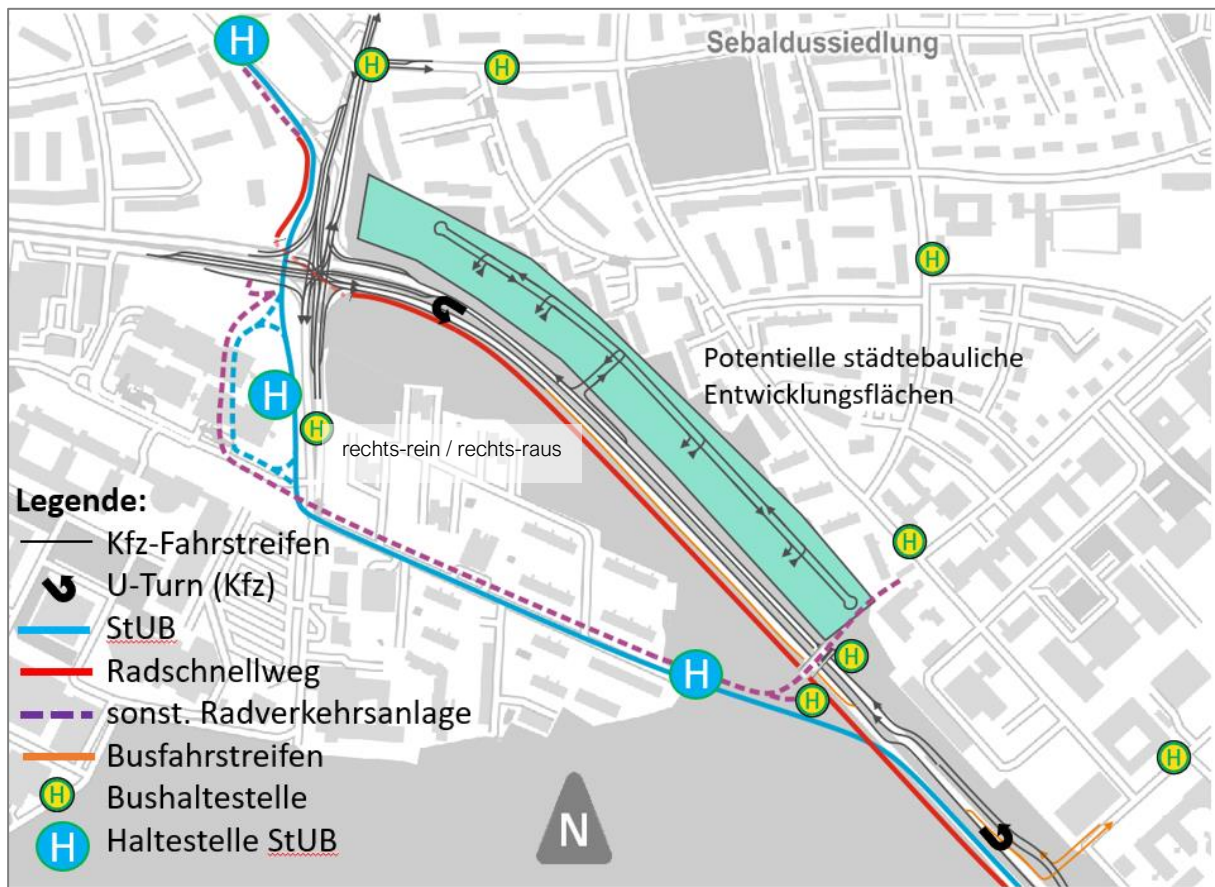 H
H
H
Sebaldussiedlung
H
Potentielle städtebauliche
Entwicklungsflächen
H
H
rechts-rein / rechts-raus
Legende:
Kfz-Fahrstreifen
U-Turn (Kfz)
StUB
Radschnellweg
sonst. Radverkehrsanlage
Busfahrstreifen
H Bushaltestelle
H Haltestelle StUB
H
H
H
H
H
N